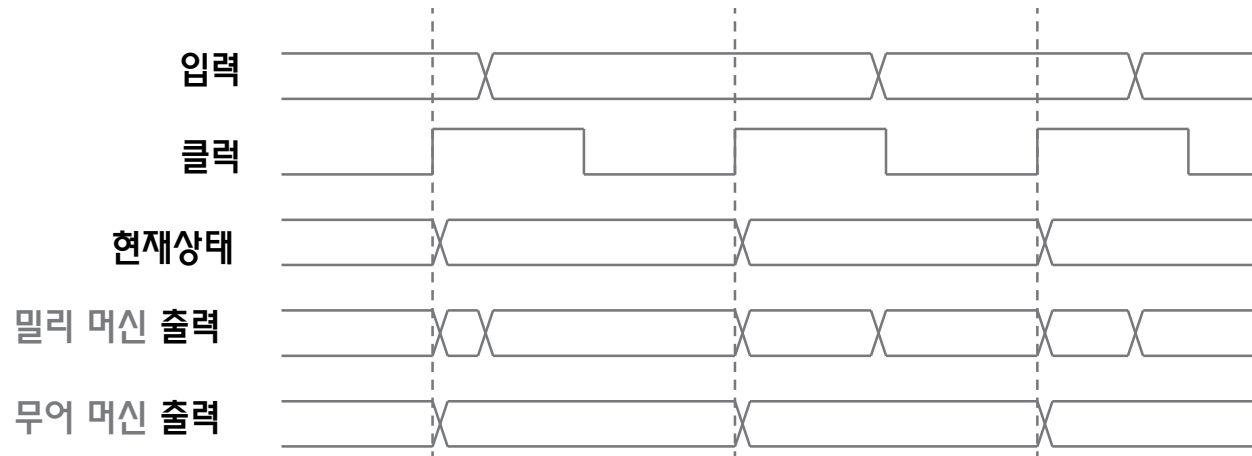 입력
클럭
현재상태
밀리 머신 출력
무어 머신 출력